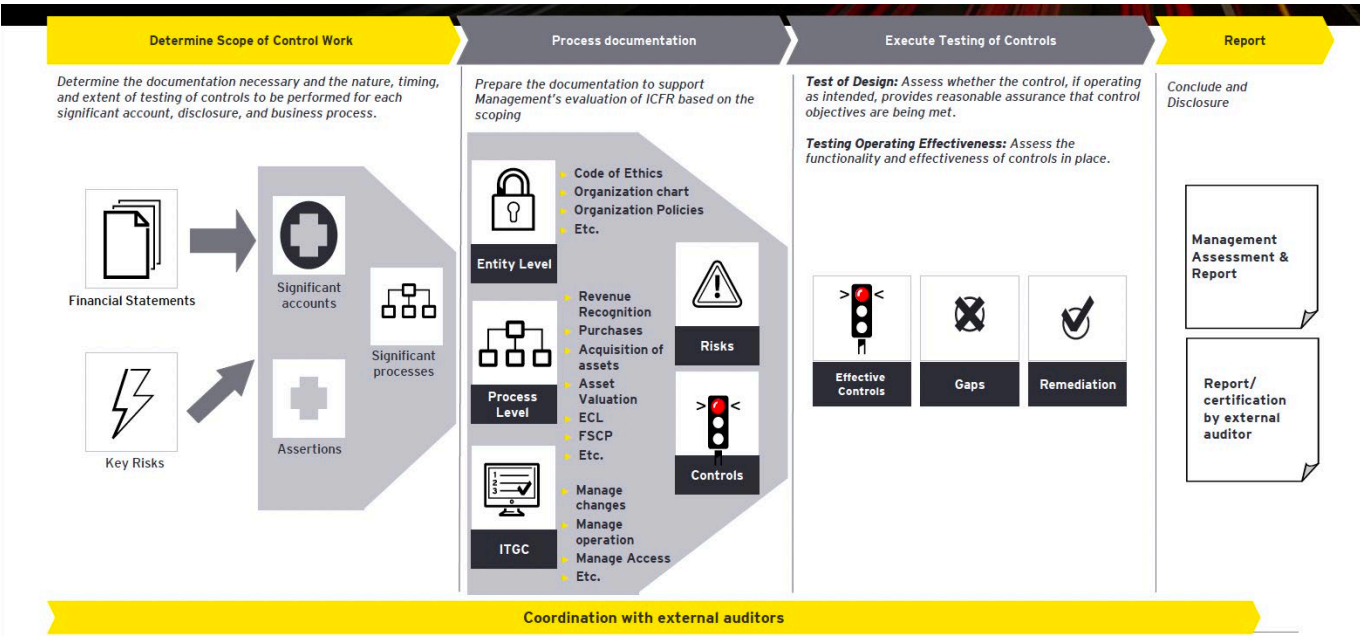 Determine Scope of Control Work
Process documentation
Execute Testing of Controls
Report
Determine the documentation necessary and the nature, timing,
and extent of testing of controls to be performed for each
significant account, disclosure, and business process.
Financial Statements
Key Risks
Significant
accounts
Assertions
Significant
processes
Prepare the documentation to support
Management's evaluation of ICFR based on the
scoping
Entity Level
Code of Ethics
Organization chart
Organization Policies
Etc.
Process
Level
Revenue
Recognition
Purchases
Acquisition of
assets
Asset
Valuation
ECL
FSCP
Etc.
1
2
3
ITGC
Manage
changes
Manage
operation
Manage Access
Etc.
Risks
> <
Controls
Test of Design: Assess whether the control, if operating
as intended, provides reasonable assurance that control
objectives are being met.
Testing Operating Effectiveness: Assess the
functionality and effectiveness of controls in place.
> <
Effective
Controls
Gaps
Remediation
Conclude and
Disclosure
Management
Assessment &
Report
Report/
certification
by external
auditor
Coordination with external auditors